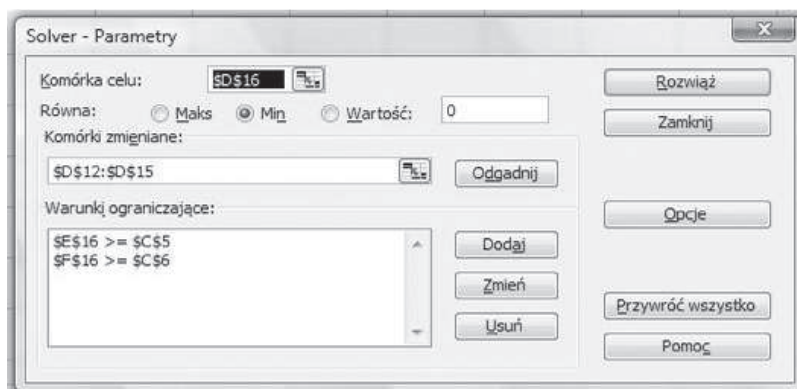 Solver - Parametry
Komórka celu: $D$16
Równa: Maks Min Wartość: 0
Komórki zmieniane:
$D$12:$D$15
Odgadnij
Warunki ograniczające:
$E$16 >= $C$5
$F$16 >= $C$6
Dodaj
Zmień
Usuń
Rozwiąż
Zamknij
Opcje
Przywróć wszystko
Pomoc